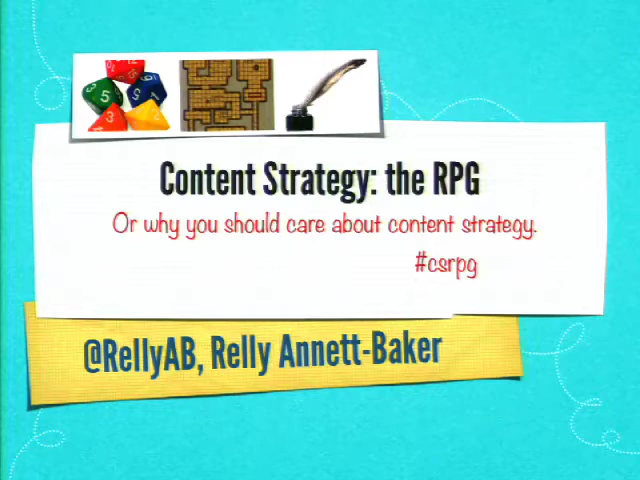 Content Strategy: the RPG
Or why you should care about content strategy.
#csrpg
@RellyAB, Relly Annett-Baker